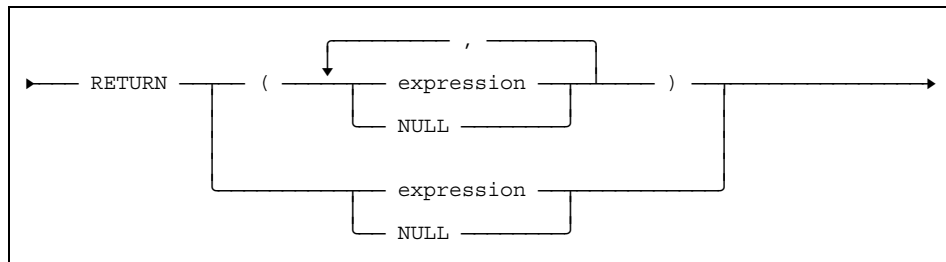 ,
RETURN ( expression )
NULL
expression
NULL